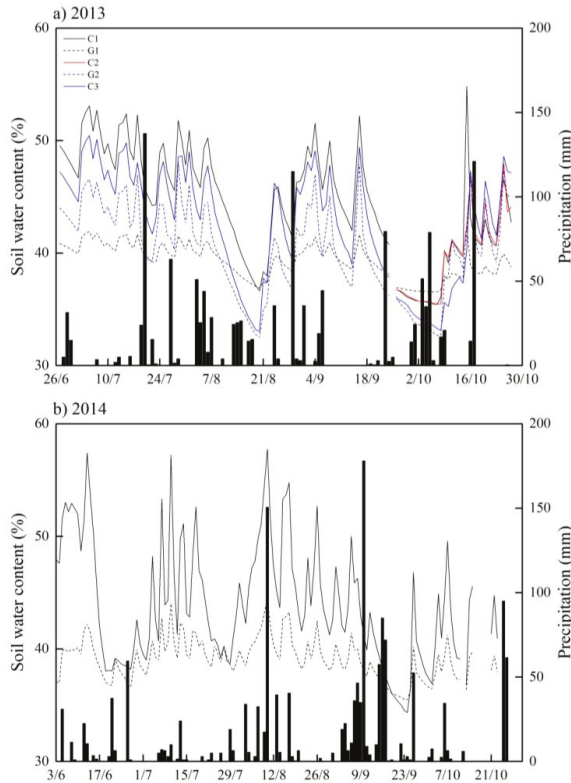 a) 2013
60
50
40
30
Soil water content (%)
C1
G1
C2
G2
C3
200
150
100
50
0
Precipitation (mm)
26/6 10/7 24/7 7/8 21/8 4/9 18/9 2/10 16/10 30/10
b) 2014
60
50
40
30
Soil water content (%)
200
150
100
50
0
Precipitation (mm)
3/6 17/6 1/7 15/7 29/7 12/8 26/8 9/9 23/9 7/10 21/10